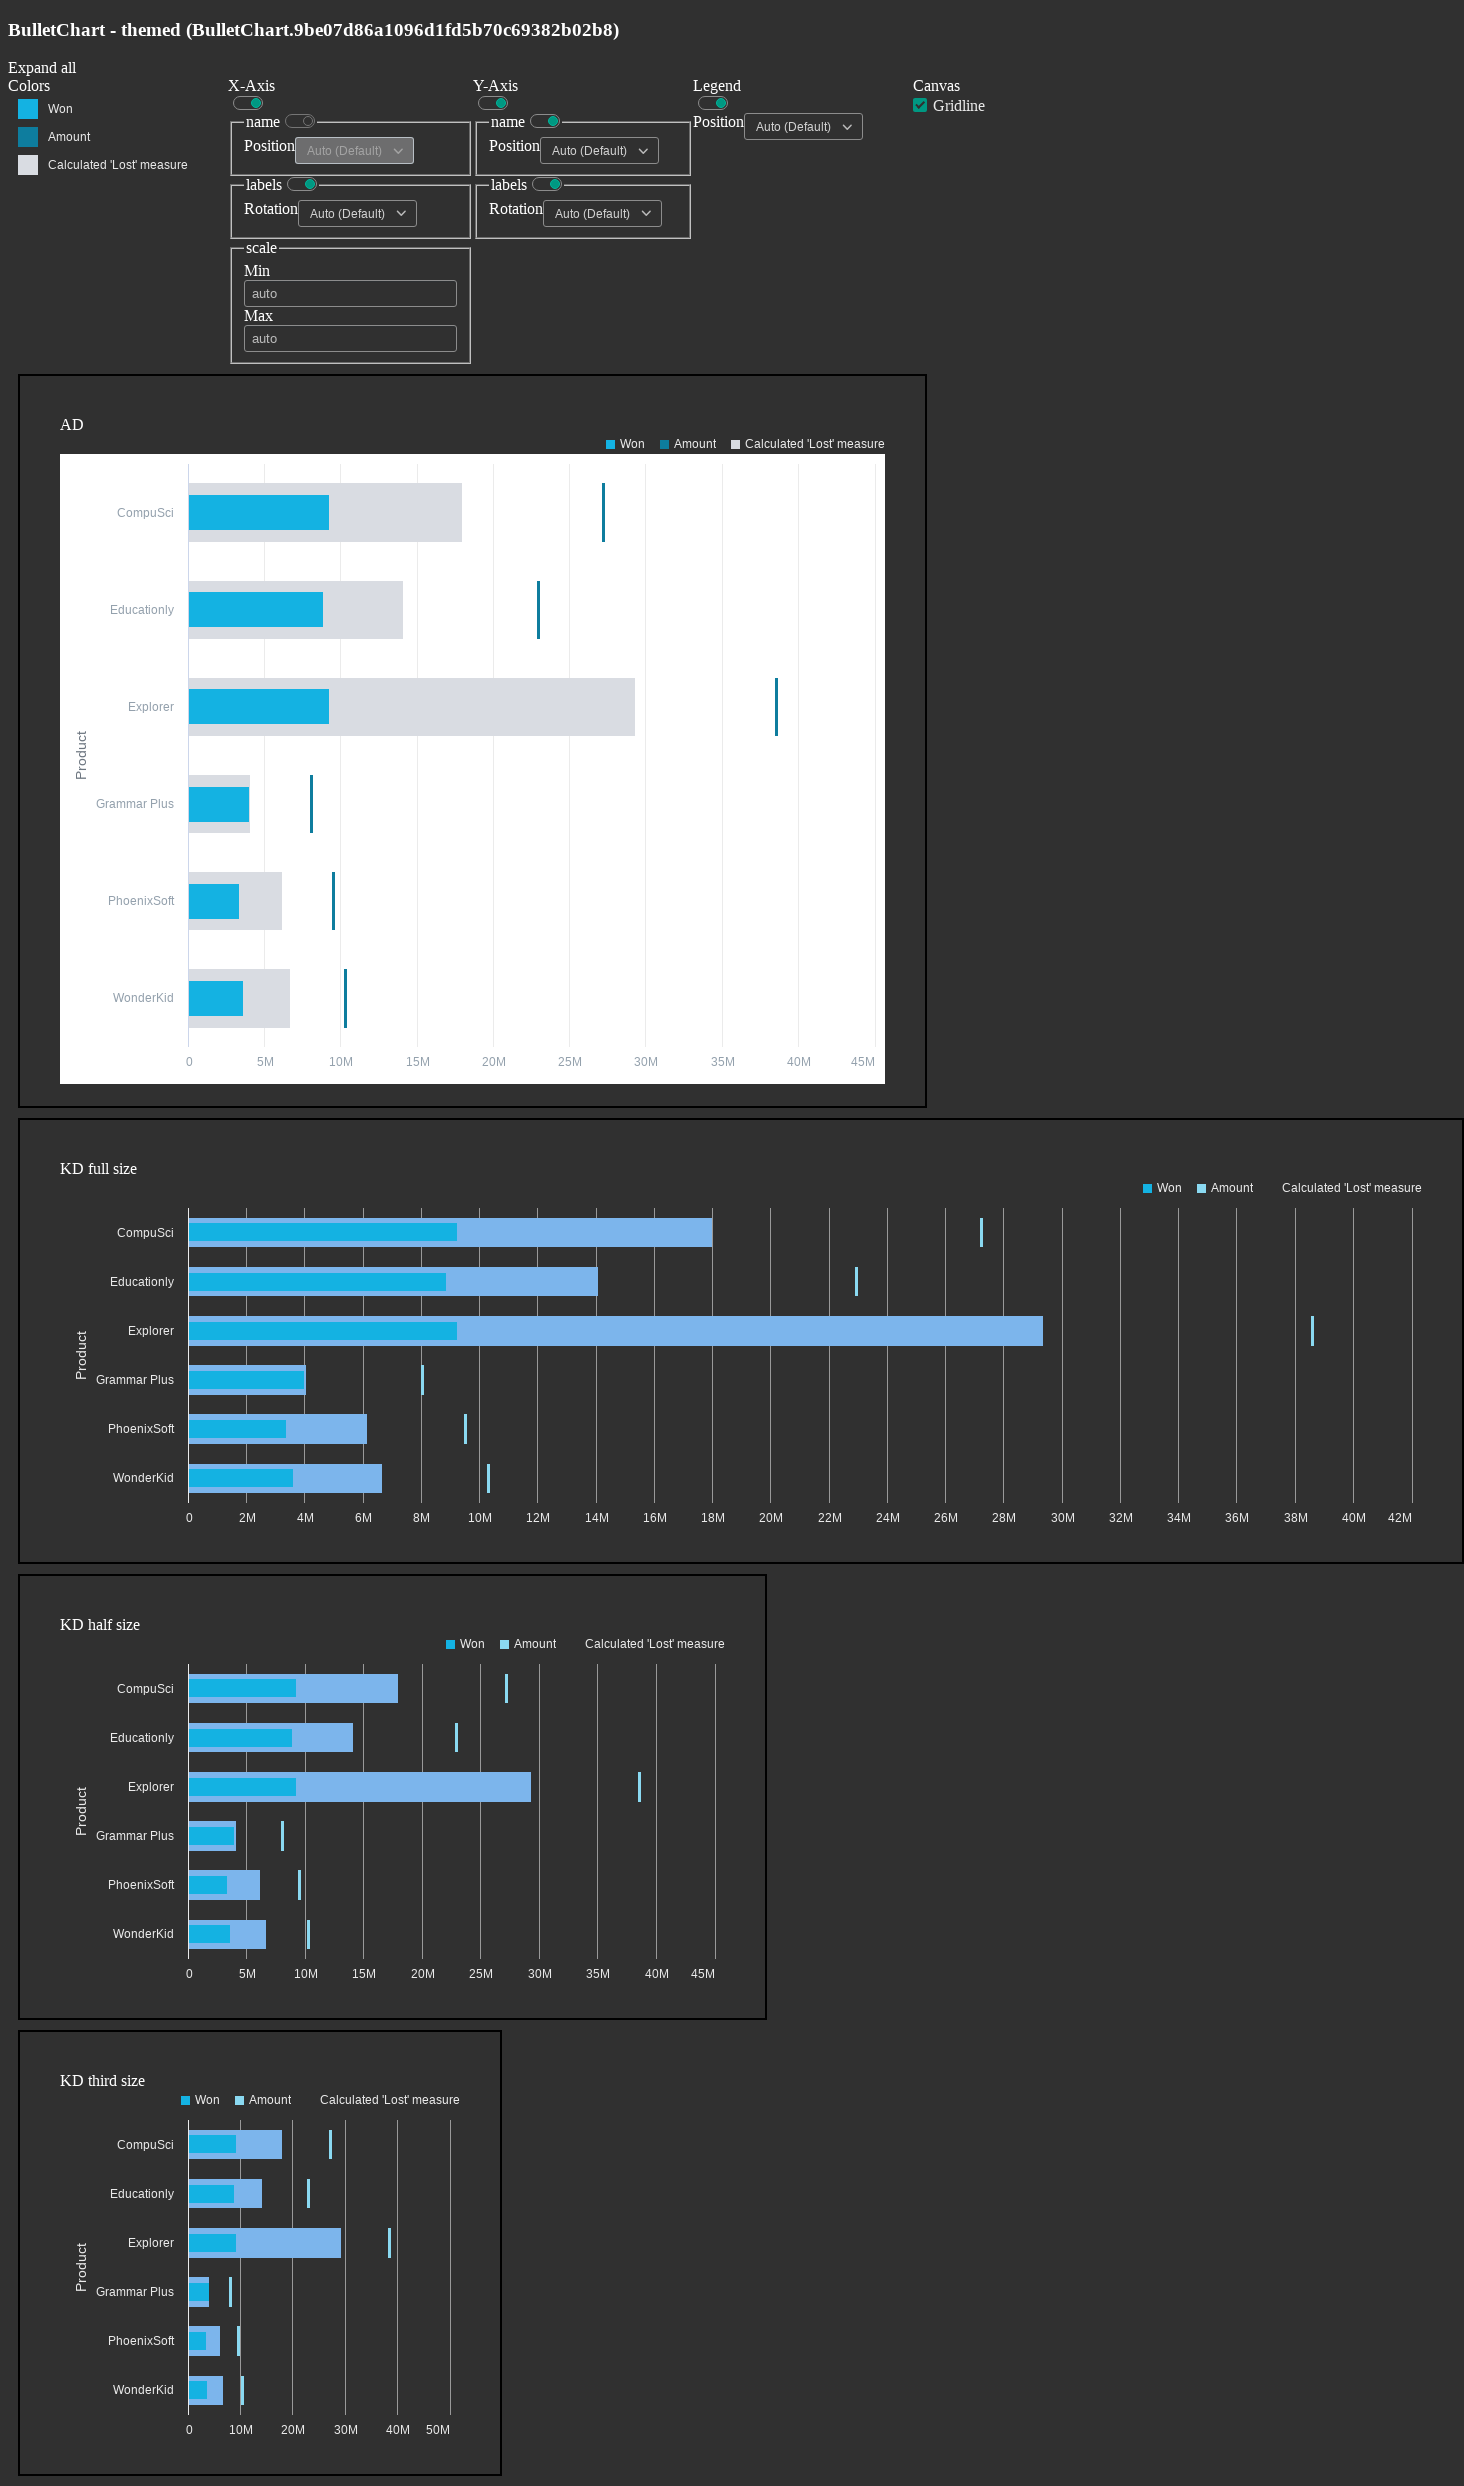 BulletChart - themed (BulletChart.9be07d86a1096d1fd5b70c69382b02b8)
Expand all
Colors
Won
Amount
Calculated 'Lost' measure
X-Axis
name
Position Auto (Default)
labels
Rotation Auto (Default)
scale
Min
auto
Max
auto
Y-Axis
name
Position Auto (Default)
labels
Rotation Auto (Default)
Legend
Position Auto (Default)
Canvas
Gridline
AD
Won Amount Calculated 'Lost' measure
Product
CompuSci
Educationly
Explorer
Grammar Plus
PhoenixSoft
WonderKid
0 5M 10M 15M 20M 25M 30M 35M 40M 45M
KD full size
Won Amount Calculated 'Lost' measure
Product
CompuSci
Educationly
Explorer
Grammar Plus
PhoenixSoft
WonderKid
0 2M 4M 6M 8M 10M 12M 14M 16M 18M 20M 22M 24M 26M 28M 30M 32M 34M 36M 38M 40M 42M
KD half size
Won Amount Calculated 'Lost' measure
Product
CompuSci
Educationly
Explorer
Grammar Plus
PhoenixSoft
WonderKid
0 5M 10M 15M 20M 25M 30M 35M 40M 45M
KD third size
Won Amount Calculated 'Lost' measure
Product
CompuSci
Educationly
Explorer
Grammar Plus
PhoenixSoft
WonderKid
0 10M 20M 30M 40M 50M